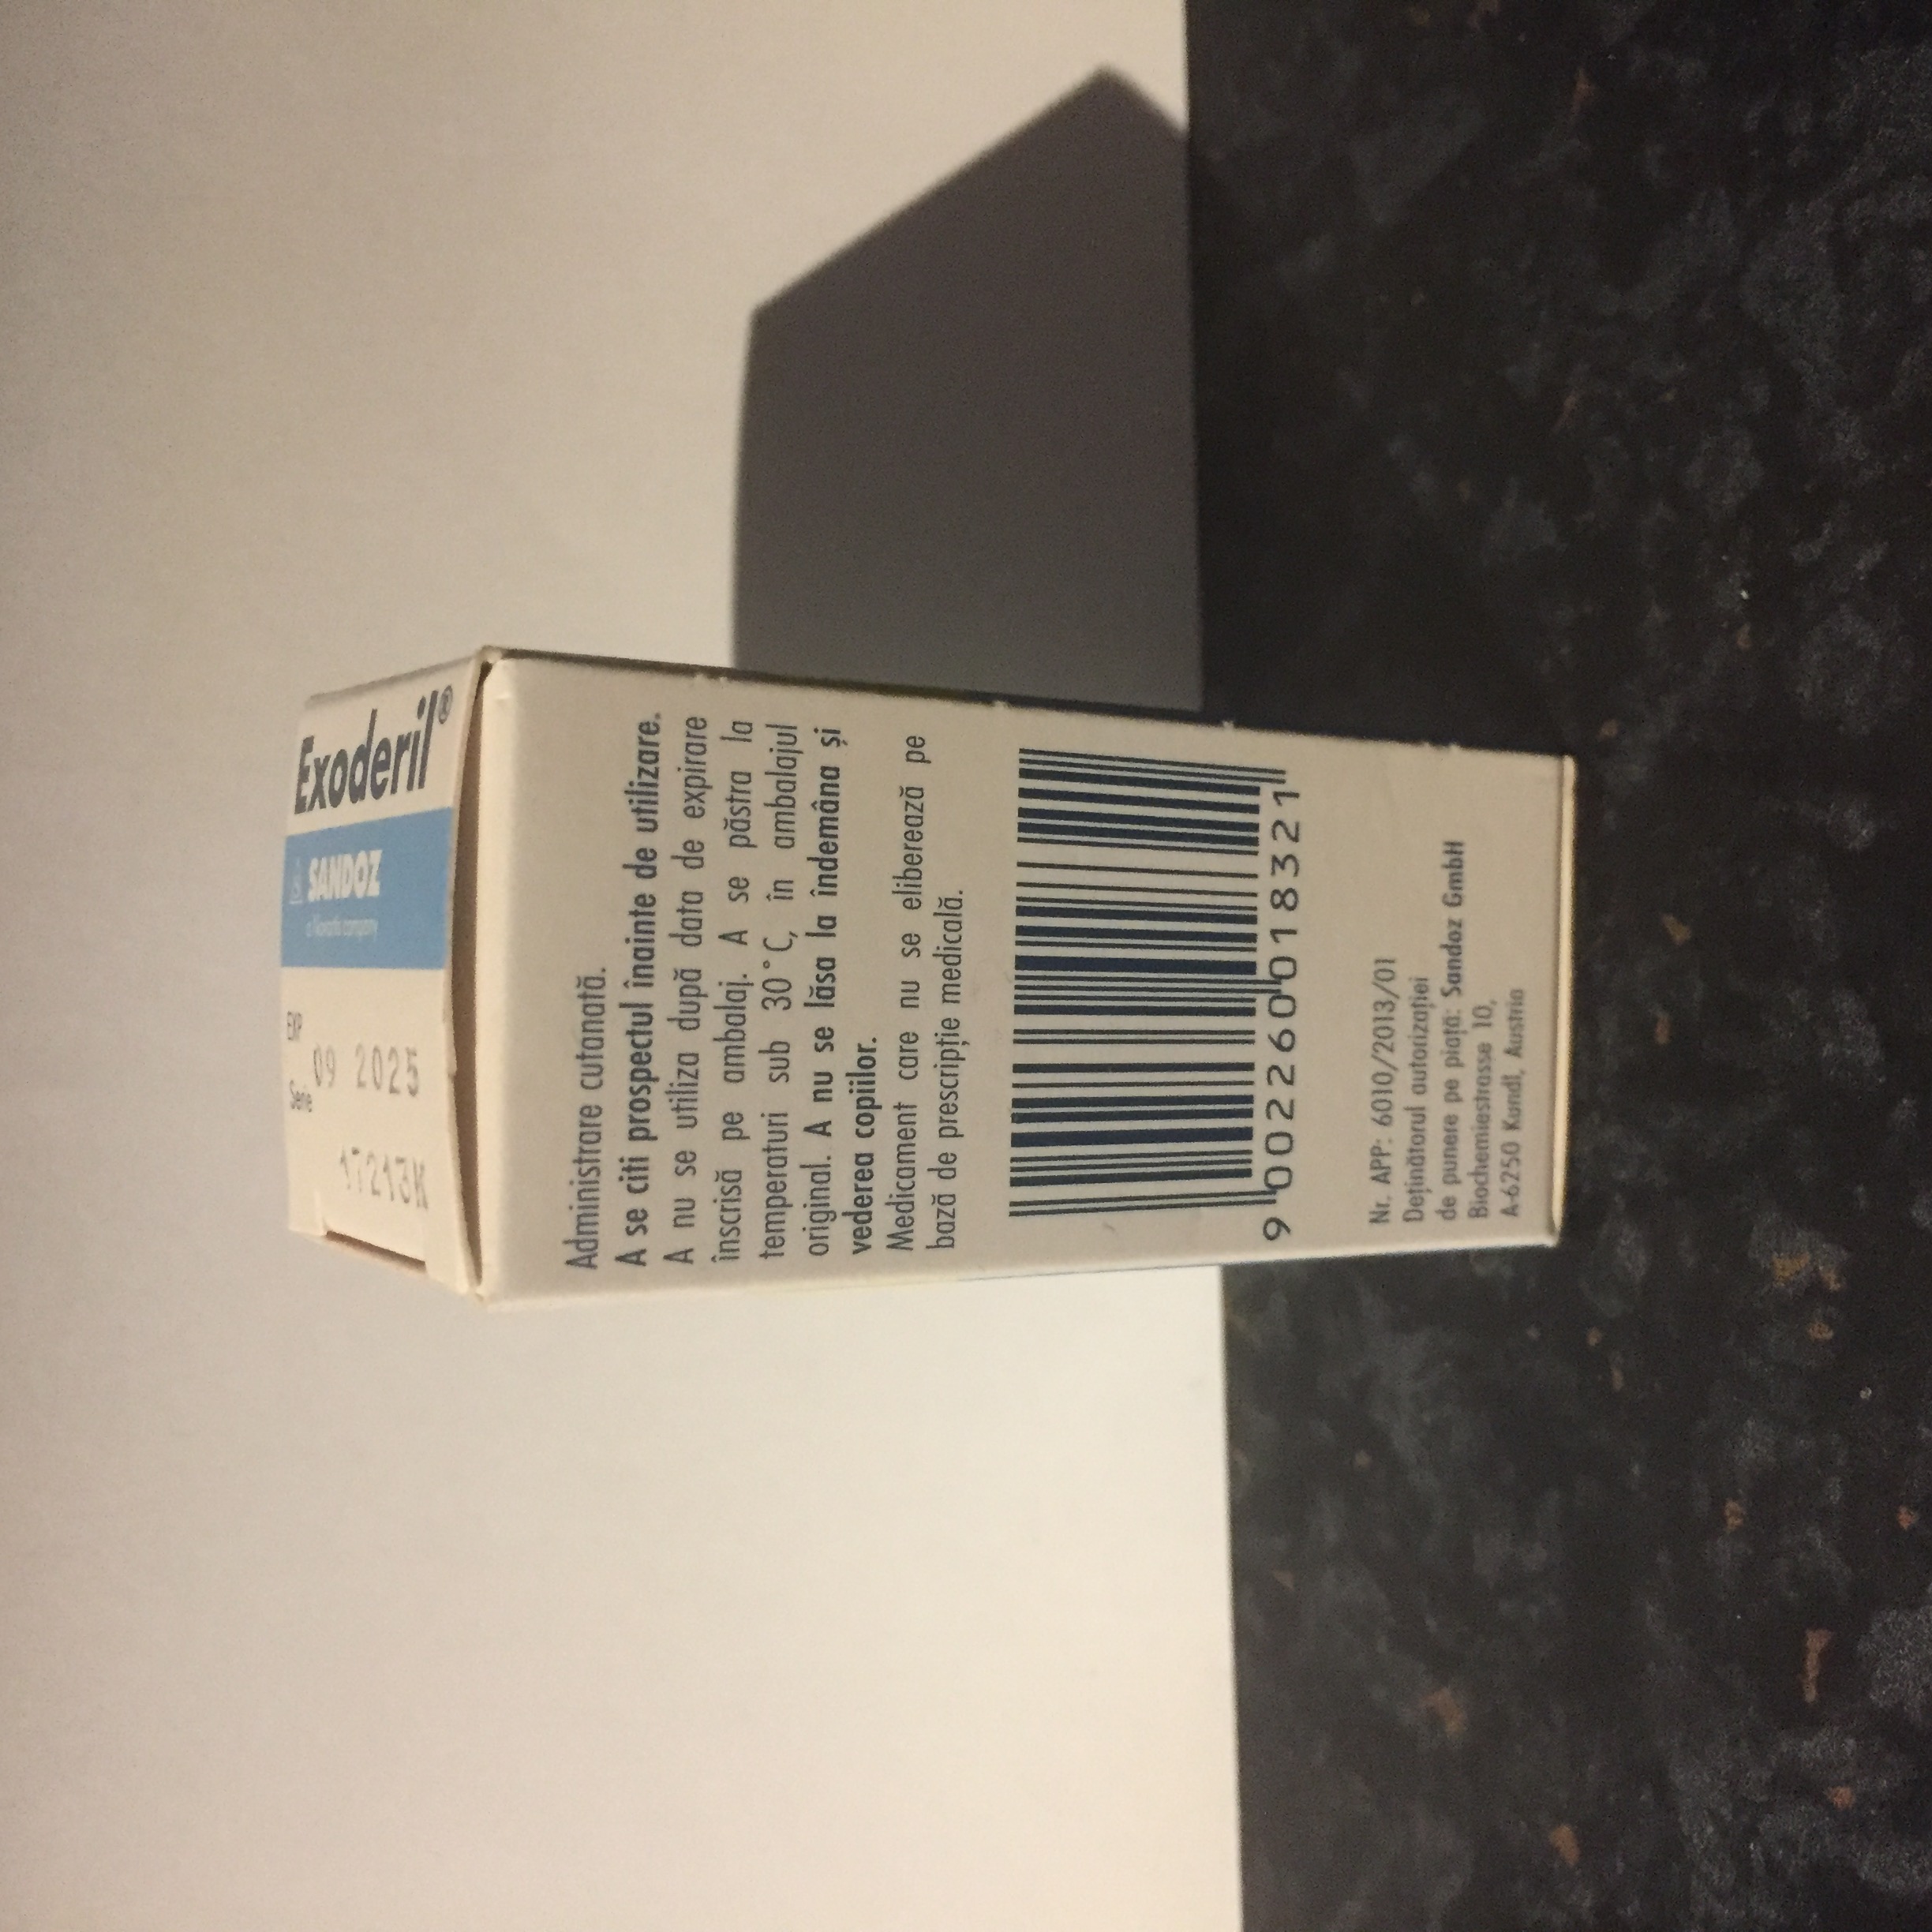 Exoderil®
SANDOZ
a Novartis company
EXP
09 2025
Serie
17213K
Administrare cutanată.
A se citi prospectul înainte de utilizare.
A nu se utiliza după data de expirare
înscrisă pe ambalaj. A se păstra la
temperaturi sub 30°C, în ambalajul
original. A nu se lăsa la îndemâna și
vederea copiilor.
Medicament care nu se eliberează pe
bază de prescripție medicală.
9 002260 018321
Nr. APP: 6010/2013/01
Deținătorul autorizației
de punere pe piață: Sandoz GmbH
Biochemiestrasse 10,
A-6250 Kundl, Austria